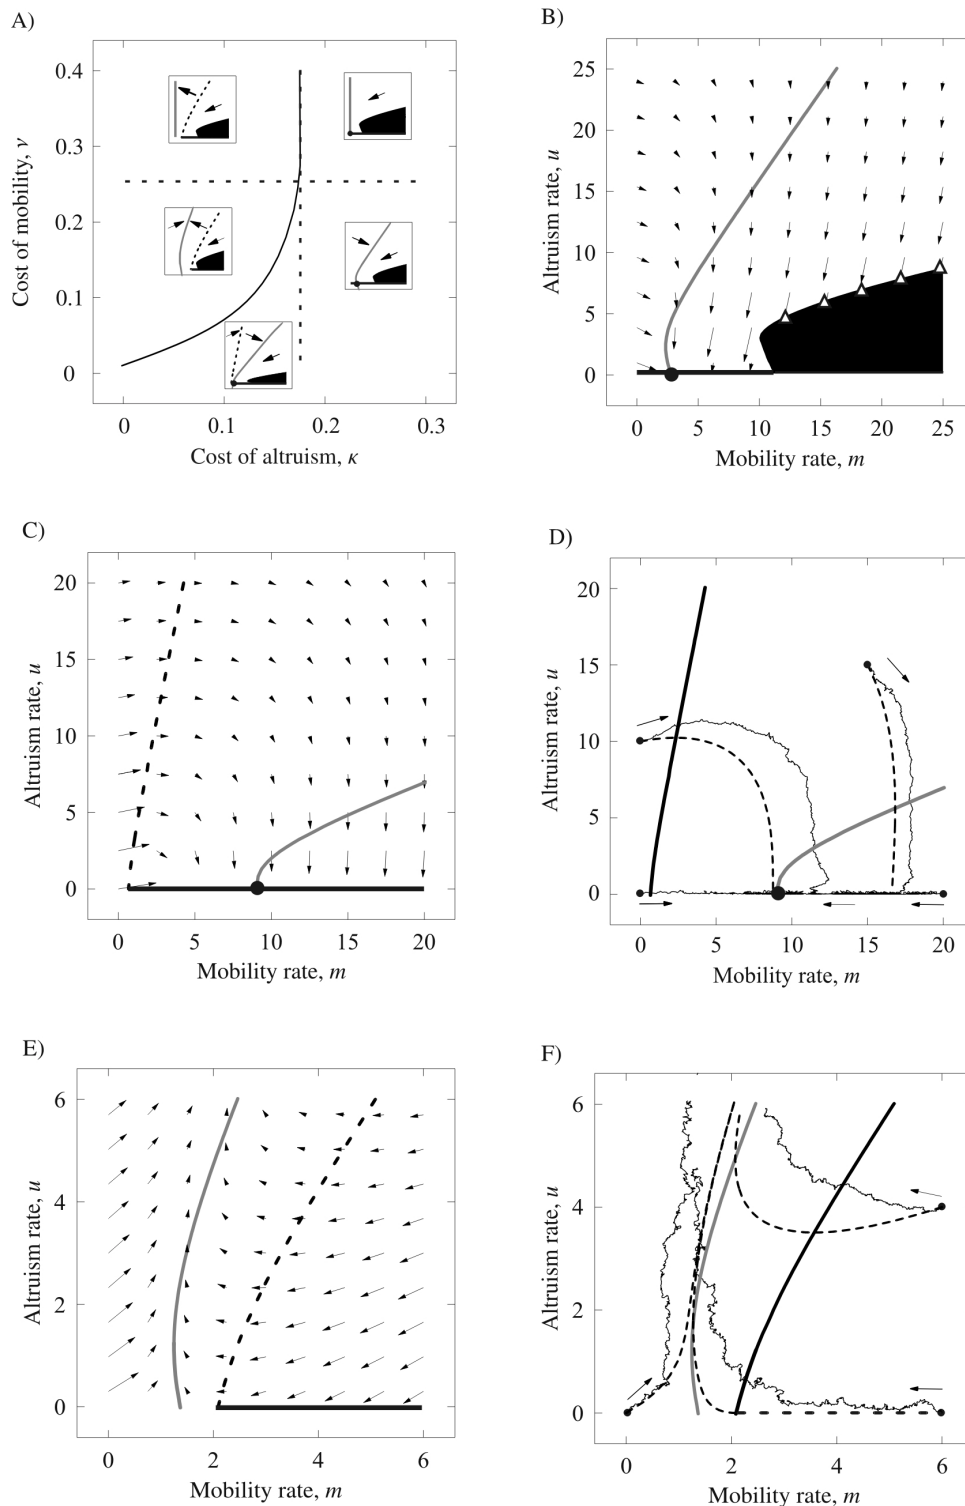 A)
0.4
0.3
0.2
0.1
0
Cost of mobility, ν
0 0.1 0.2 0.3
Cost of altruism, κ
B)
25
20
15
10
5
0
Altruism rate, u
0 5 10 15 20 25
Mobility rate, m
C)
20
15
10
5
0
Altruism rate, u
0 5 10 15 20
Mobility rate, m
D)
20
15
10
5
0
Altruism rate, u
0 5 10 15 20
Mobility rate, m
E)
6
4
2
0
Altruism rate, u
0 2 4 6
Mobility rate, m
F)
6
4
2
0
Altruism rate, u
0 2 4 6
Mobility rate, m